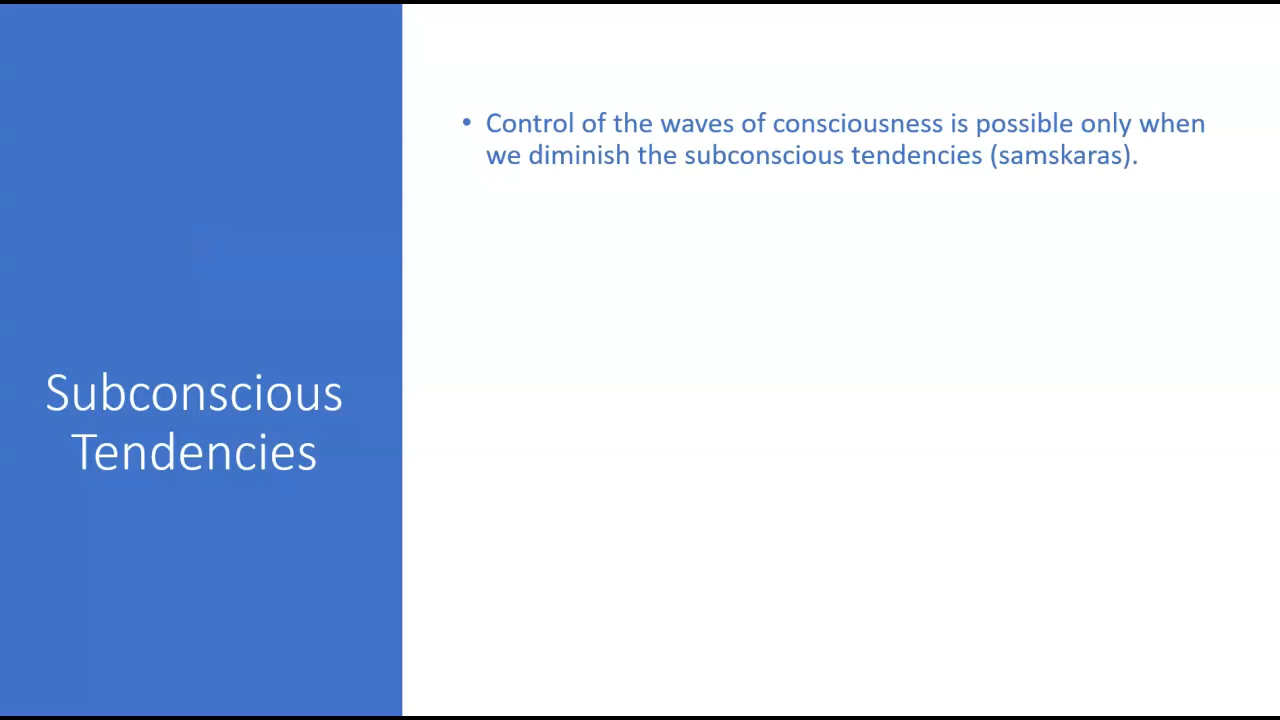 Subconscious
Tendencies
• Control of the waves of consciousness is possible only when
we diminish the subconscious tendencies (samskaras).